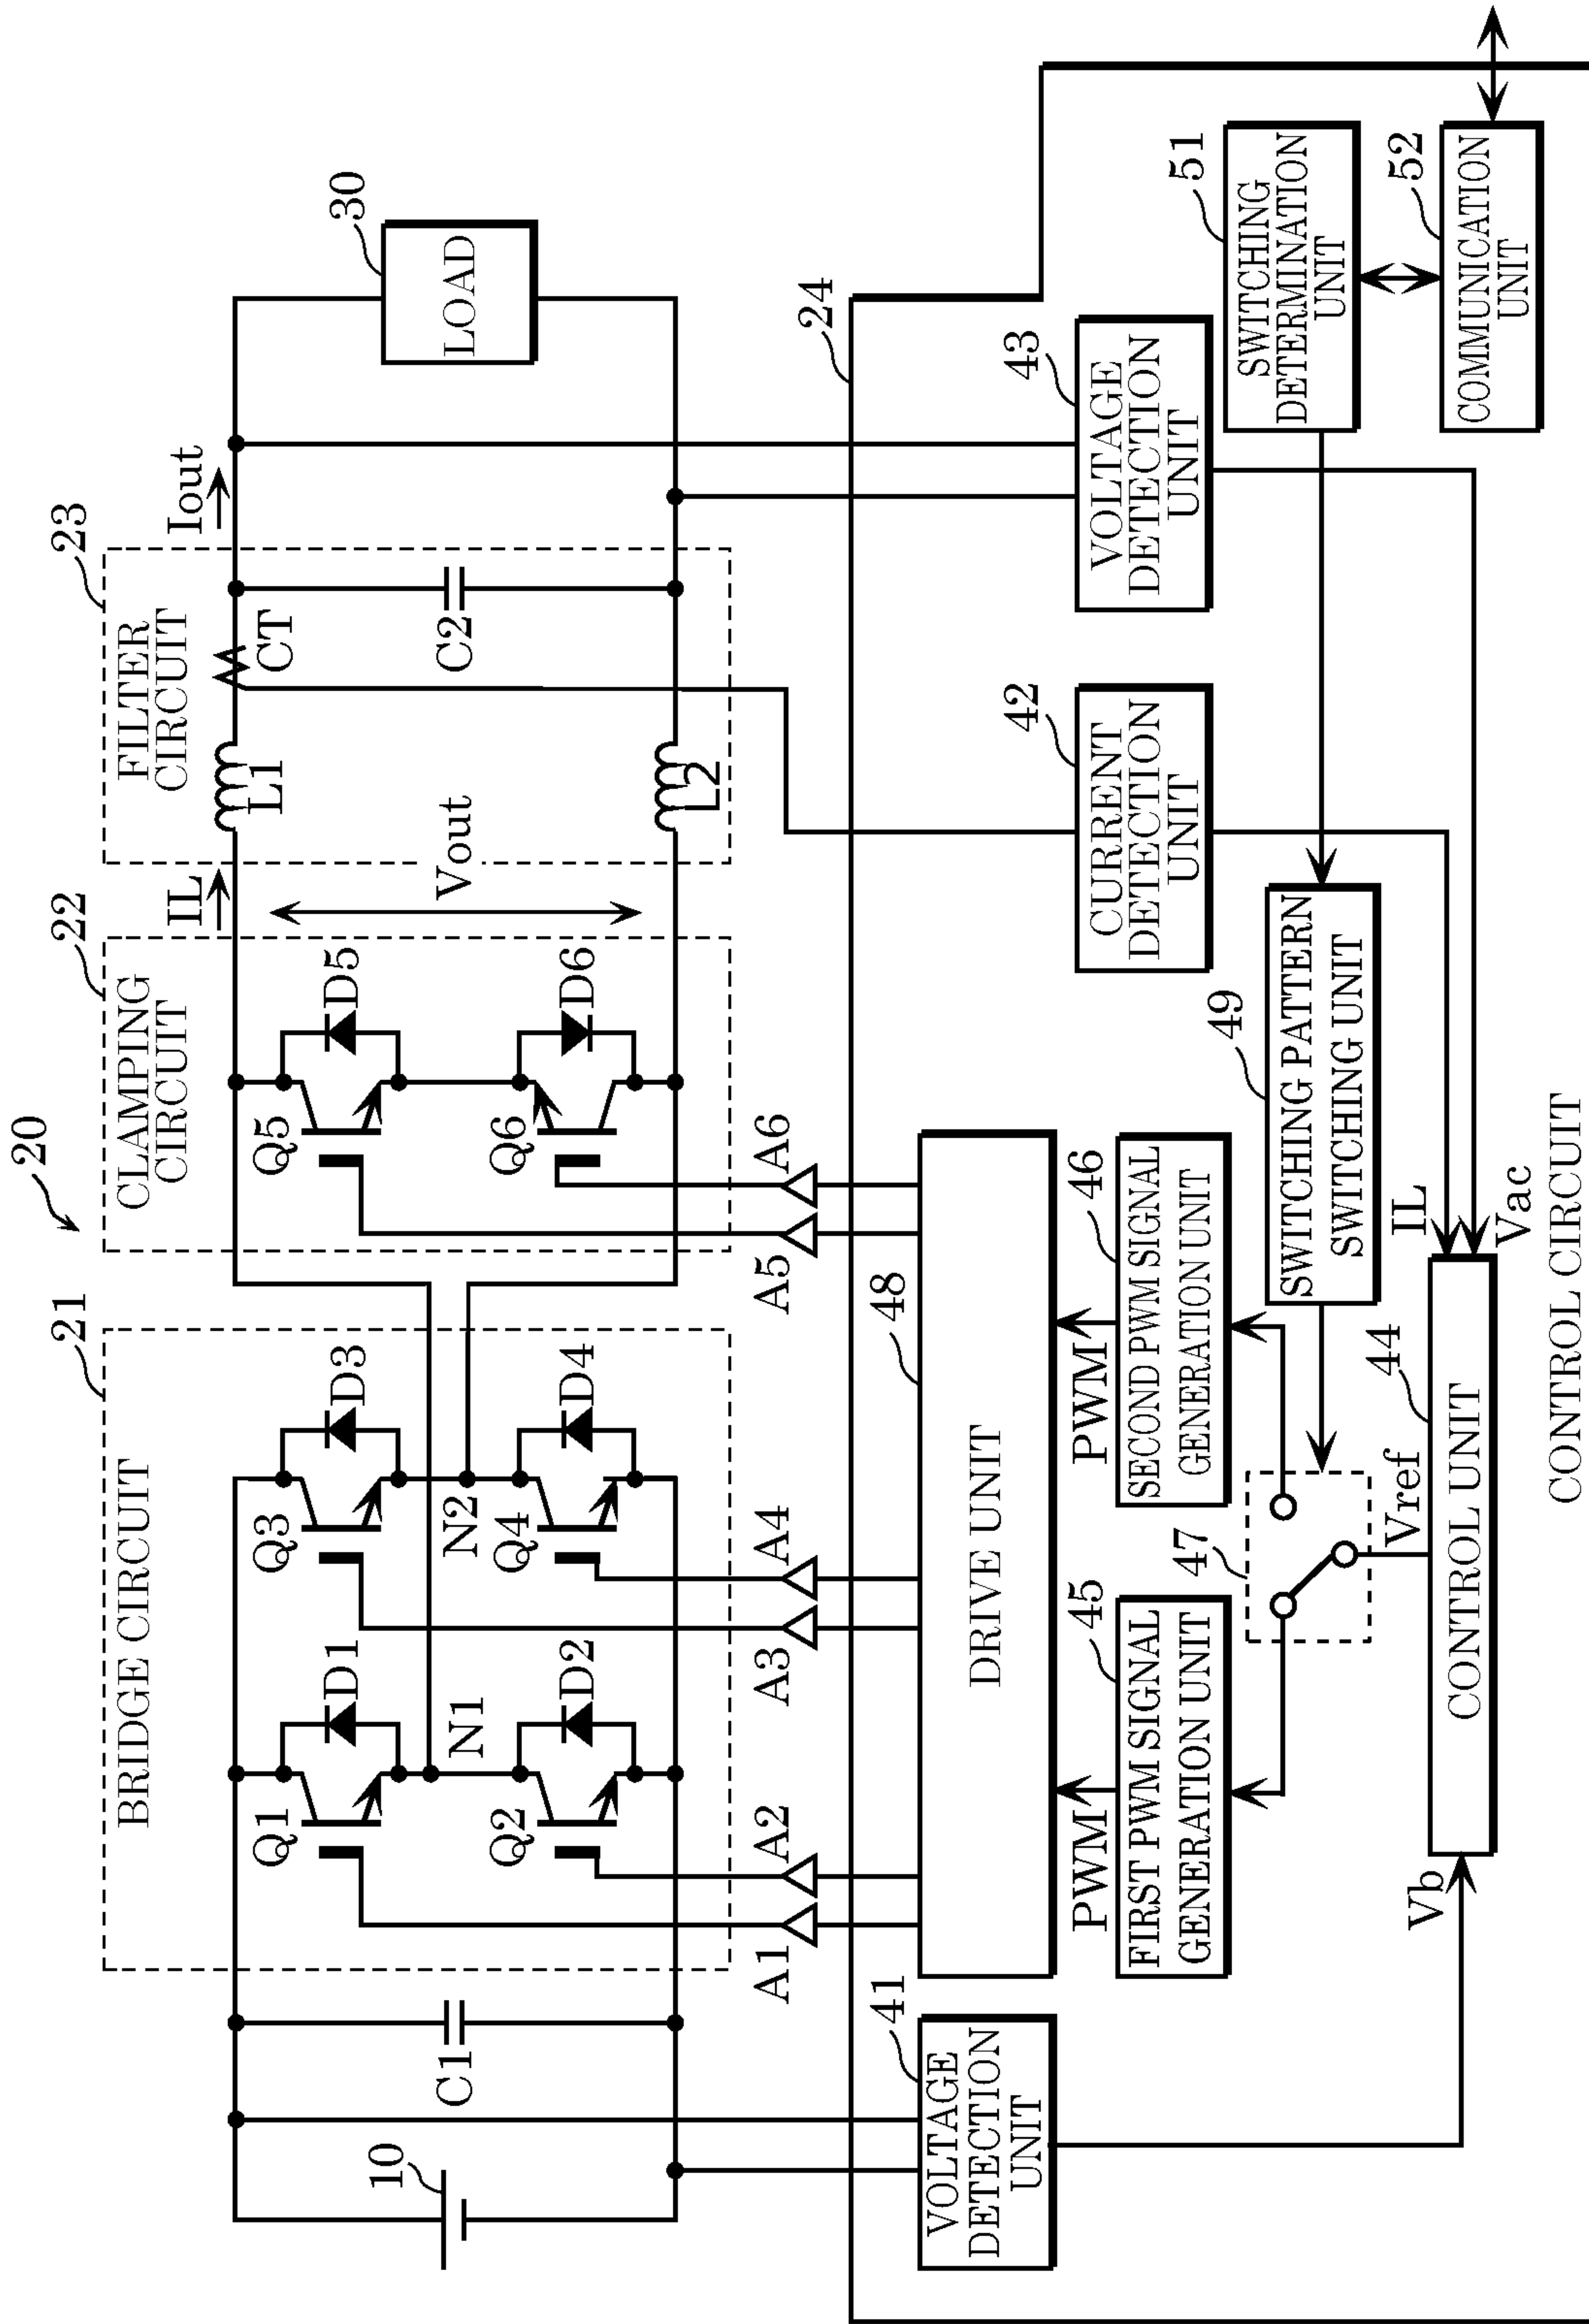 20
21
BRIDGE CIRCUIT
22
CLAMPING
CIRCUIT
23
FILTER
CIRCUIT
10
C1
Q1
D1
Q2
D2
N1
Q3
D3
Q4
D4
N2
Q5
D5
Q6
D6
IL
Vout
L1
L2
CT
C2
Iout
30
LOAD
A1
A2
A3
A4
A5
A6
24
41
VOLTAGE
DETECTION
UNIT
48
DRIVE UNIT
42
CURRENT
DETECTION
UNIT
43
VOLTAGE
DETECTION
UNIT
PWM
45
FIRST PWM SIGNAL
GENERATION UNIT
PWM
46
SECOND PWM SIGNAL
GENERATION UNIT
47
49
SWITCHING PATTERN
SWITCHING UNIT
51
SWITCHING
DETERMINATION
UNIT
52
COMMUNICATION
UNIT
Vb
Vref
44
CONTROL UNIT
IL
Vac
CONTROL CIRCUIT